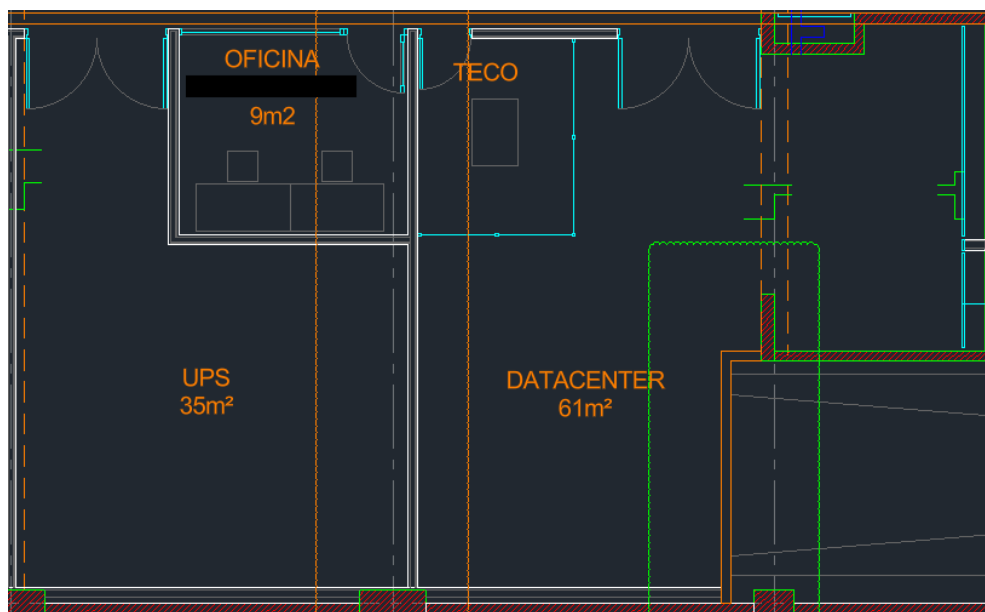 OFICINA
9m2
TECO
UPS
35m²
DATACENTER
61m²